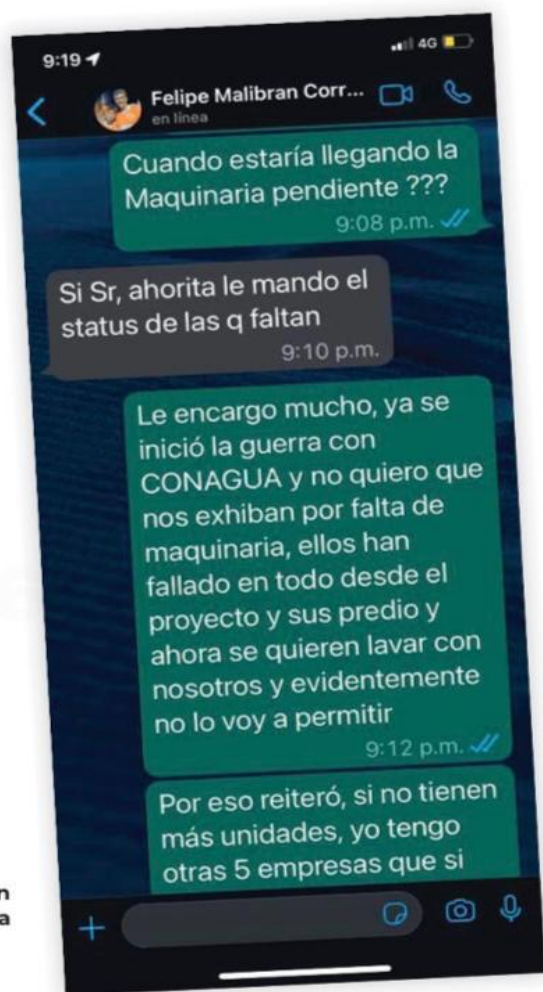 9:19
4G
Felipe Malibran Corr...
en línea
Cuando estaría llegando la
Maquinaria pendiente ???
9:08 p.m.
Si Sr, ahorita le mando el
status de las q faltan
9:10 p.m.
Le encargo mucho, ya se
inició la guerra con
CONAGUA y no quiero que
nos exhiban por falta de
maquinaria, ellos han
fallado en todo desde el
proyecto y sus predio y
ahora se quieren lavar con
nosotros y evidentemente
no lo voy a permitir
9:12 p.m.
Por eso reiteró, si no tienen
más unidades, yo tengo
otras 5 empresas que si
n
a